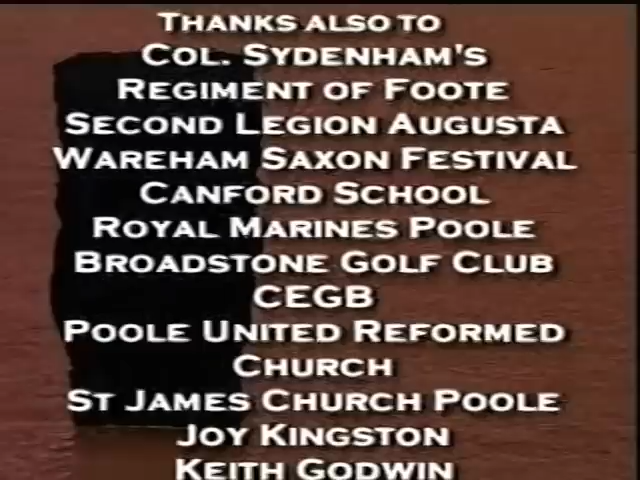 THANKS ALSO TO
COL. SYDENHAM'S
REGIMENT OF FOOTE
SECOND LEGION AUGUSTA
WAREHAM SAXON FESTIVAL
CANFORD SCHOOL
ROYAL MARINES POOLE
BROADSTONE GOLF CLUB
CEGB
POOLE UNITED REFORMED
CHURCH
ST JAMES CHURCH POOLE
JOY KINGSTON
KEITH GODWIN